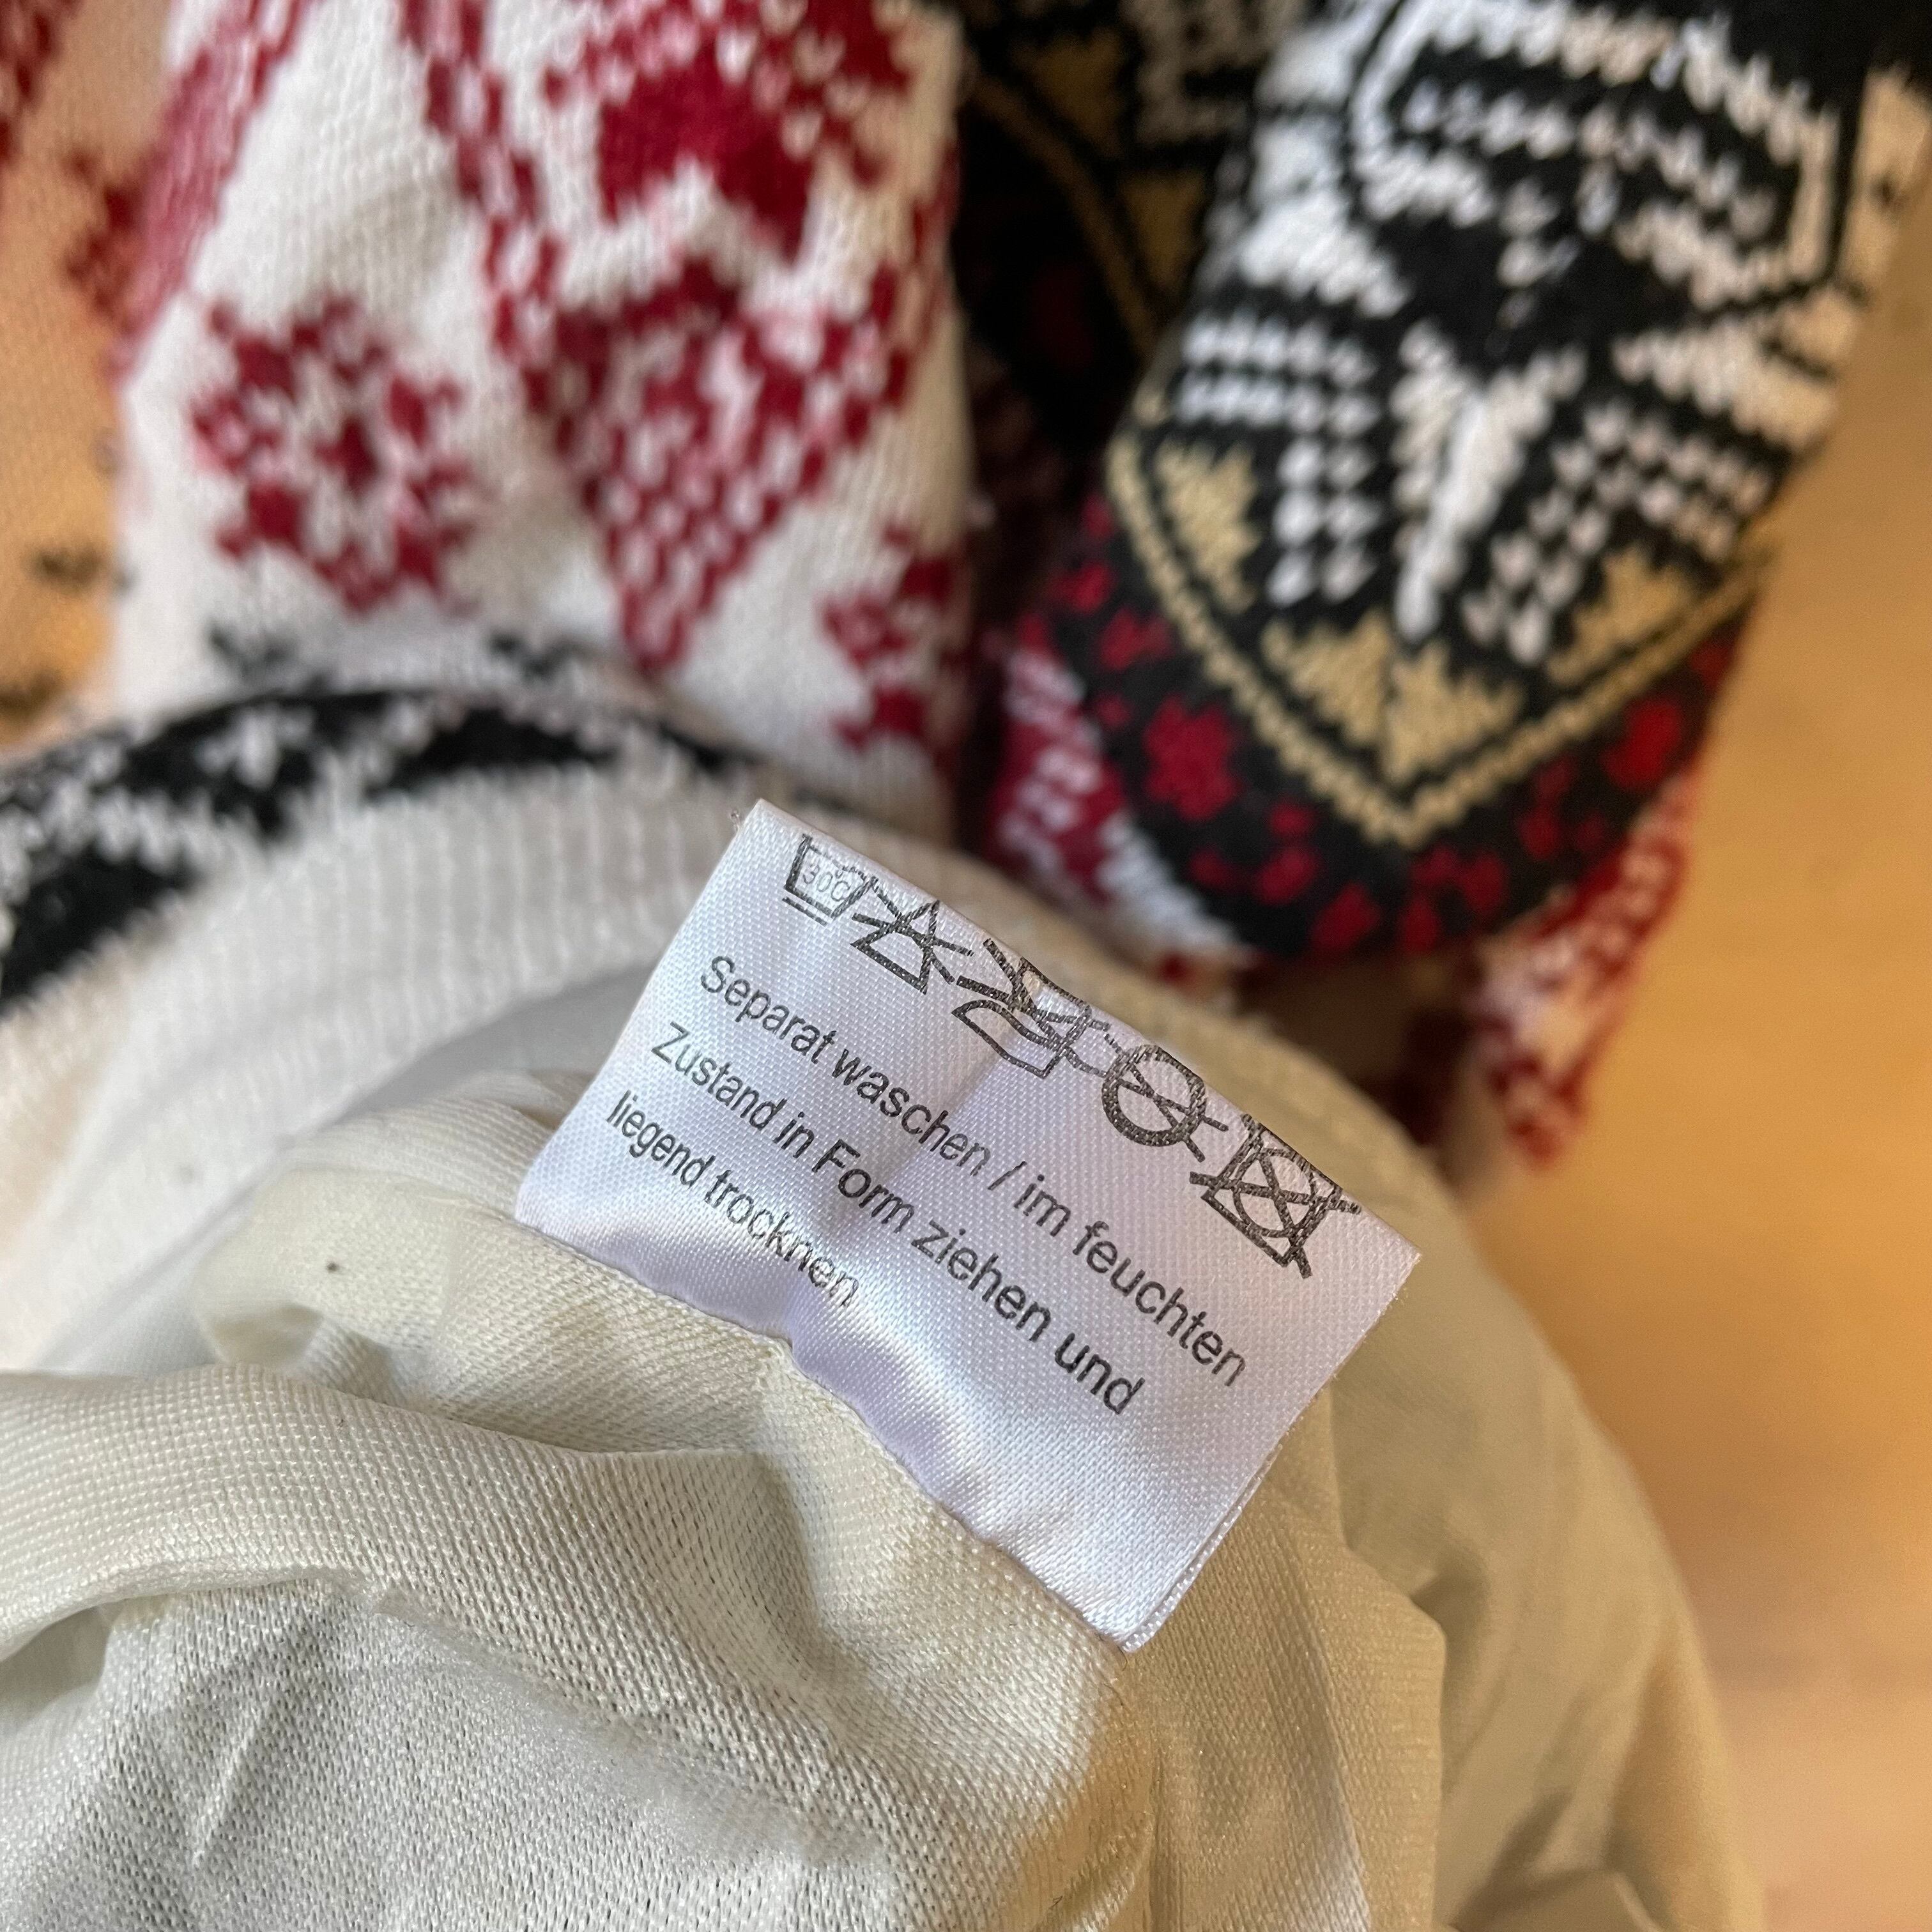 30°C
Separat waschen / im feuchten
Zustand in Form ziehen und
liegend trocknen